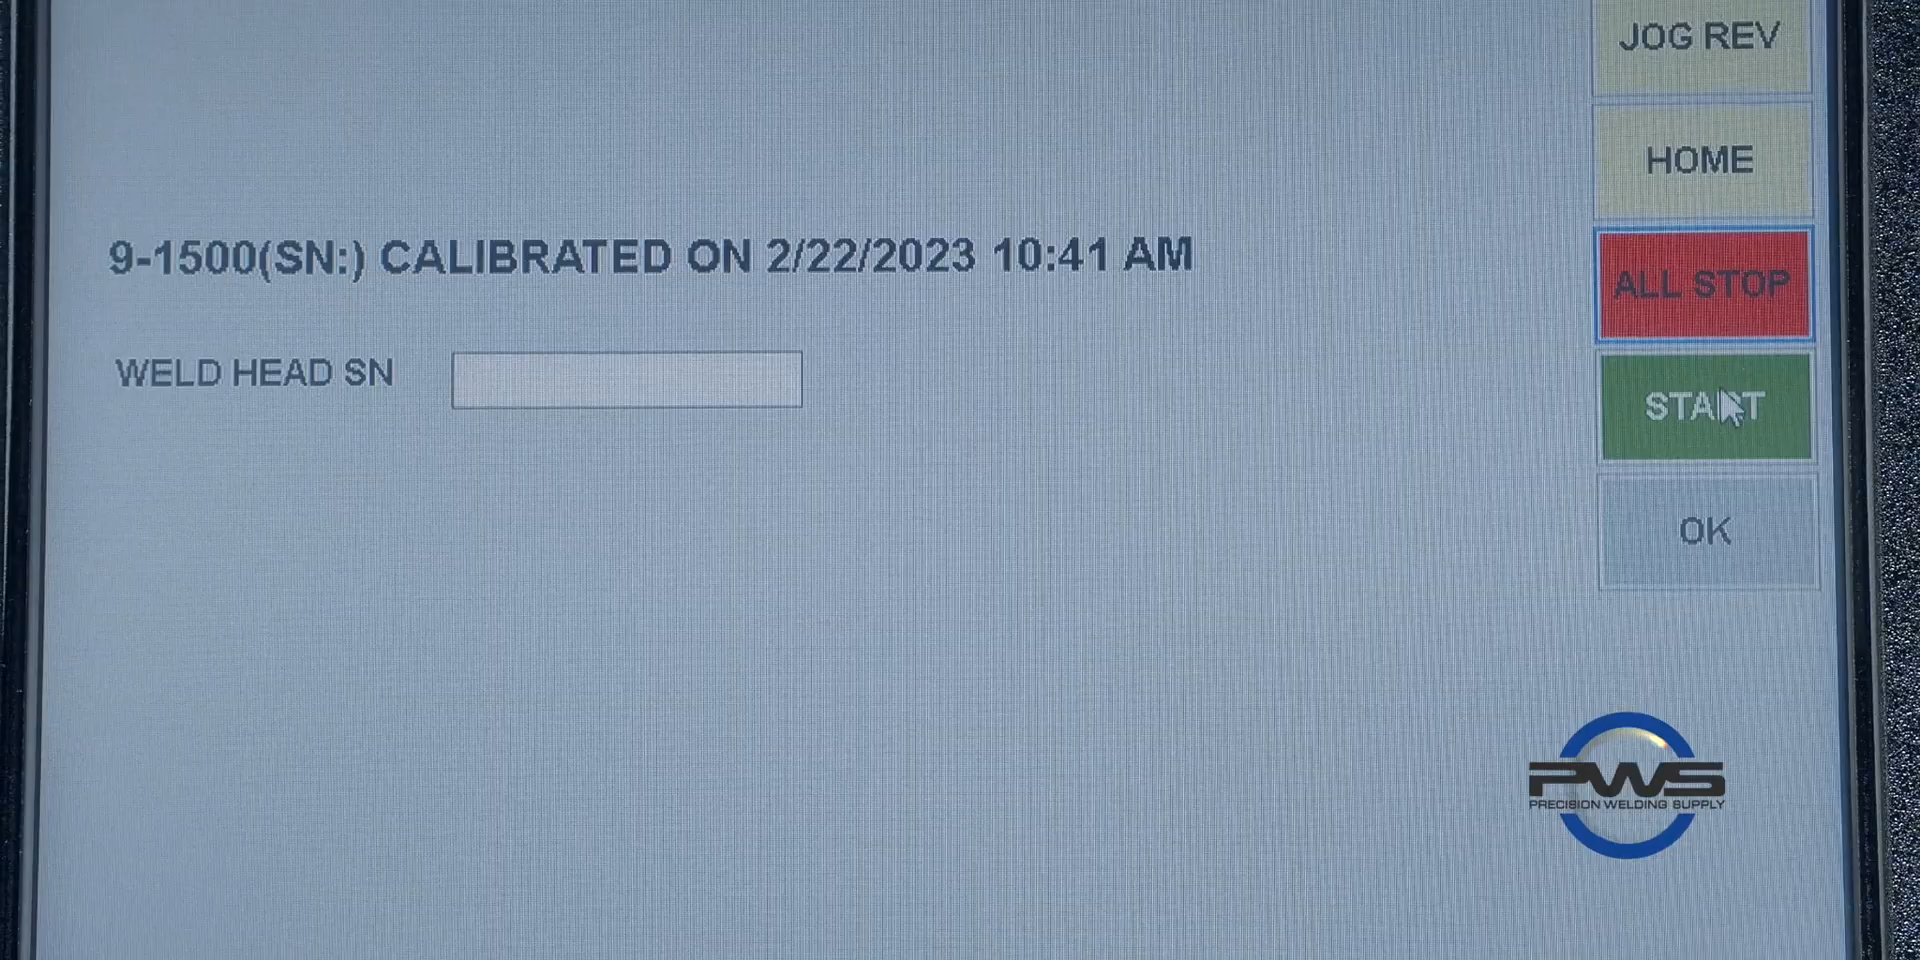 JOG REV
HOME
9-1500(SN:) CALIBRATED ON 2/22/2023 10:41 AM
ALL STOP
WELD HEAD SN
START
OK
PWS
PRECISION WELDING SUPPLY